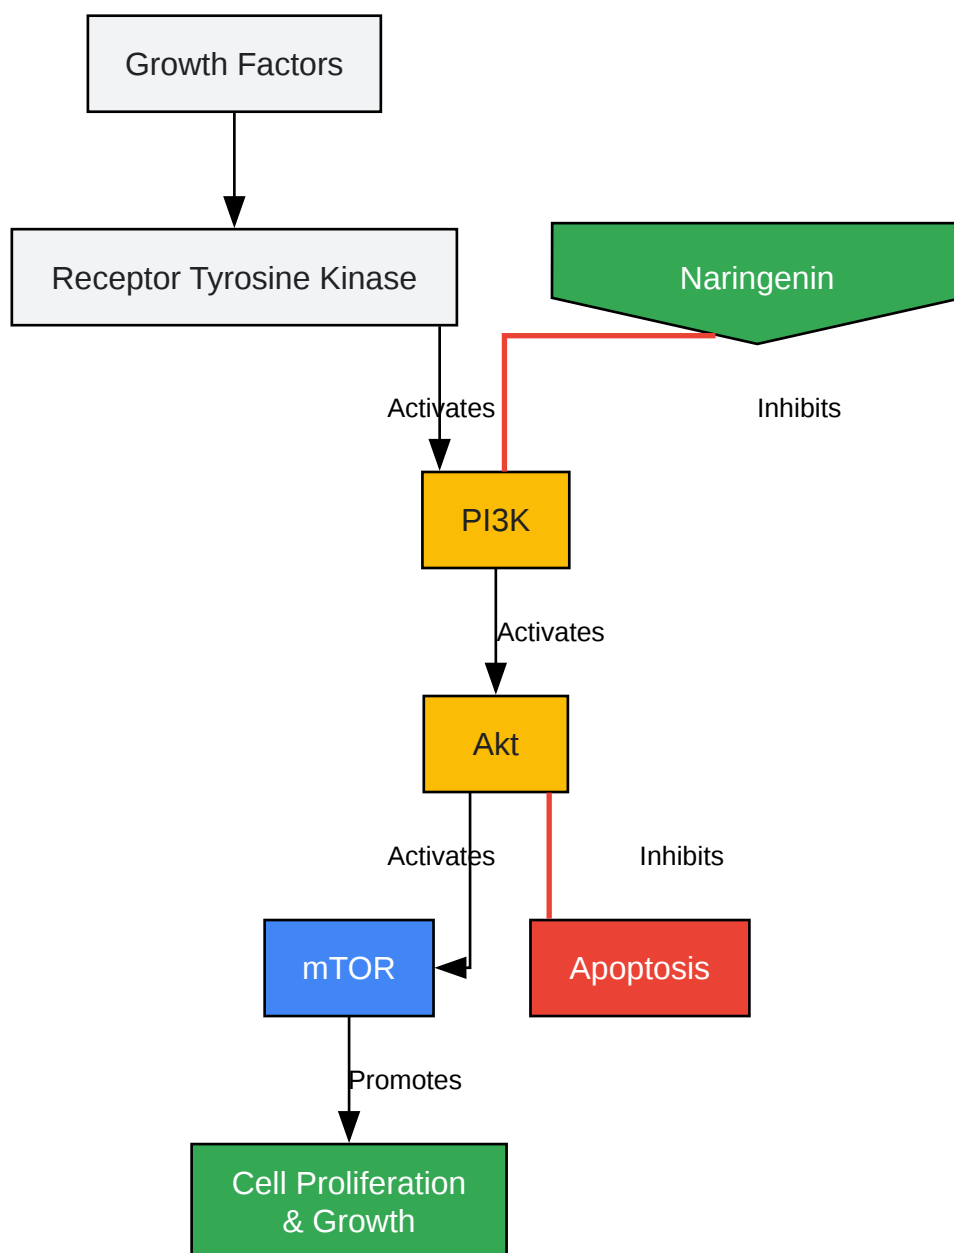 Growth Factors
Receptor Tyrosine Kinase
Naringenin
Activates
Inhibits
PI3K
Activates
Akt
Activates
Inhibits
mTOR
Apoptosis
Promotes
Cell Proliferation
& Growth